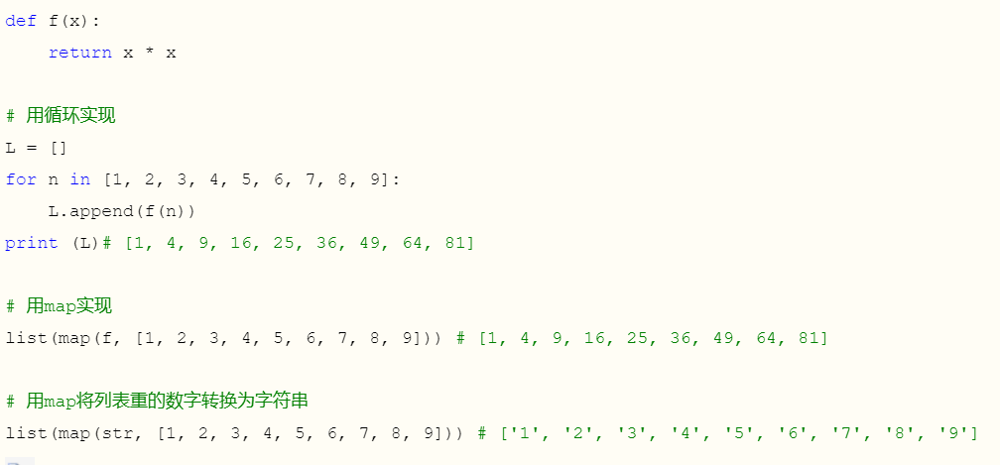 def f(x):
    return x * x
# 用循环实现
L = []
for n in [1, 2, 3, 4, 5, 6, 7, 8, 9]:
    L.append(f(n))
print (L)# [1, 4, 9, 16, 25, 36, 49, 64, 81]
# 用map实现
list(map(f, [1, 2, 3, 4, 5, 6, 7, 8, 9])) # [1, 4, 9, 16, 25, 36, 49, 64, 81]
# 用map将列表重的数字转换为字符串
list(map(str, [1, 2, 3, 4, 5, 6, 7, 8, 9])) # ['1', '2', '3', '4', '5', '6', '7', '8', '9']